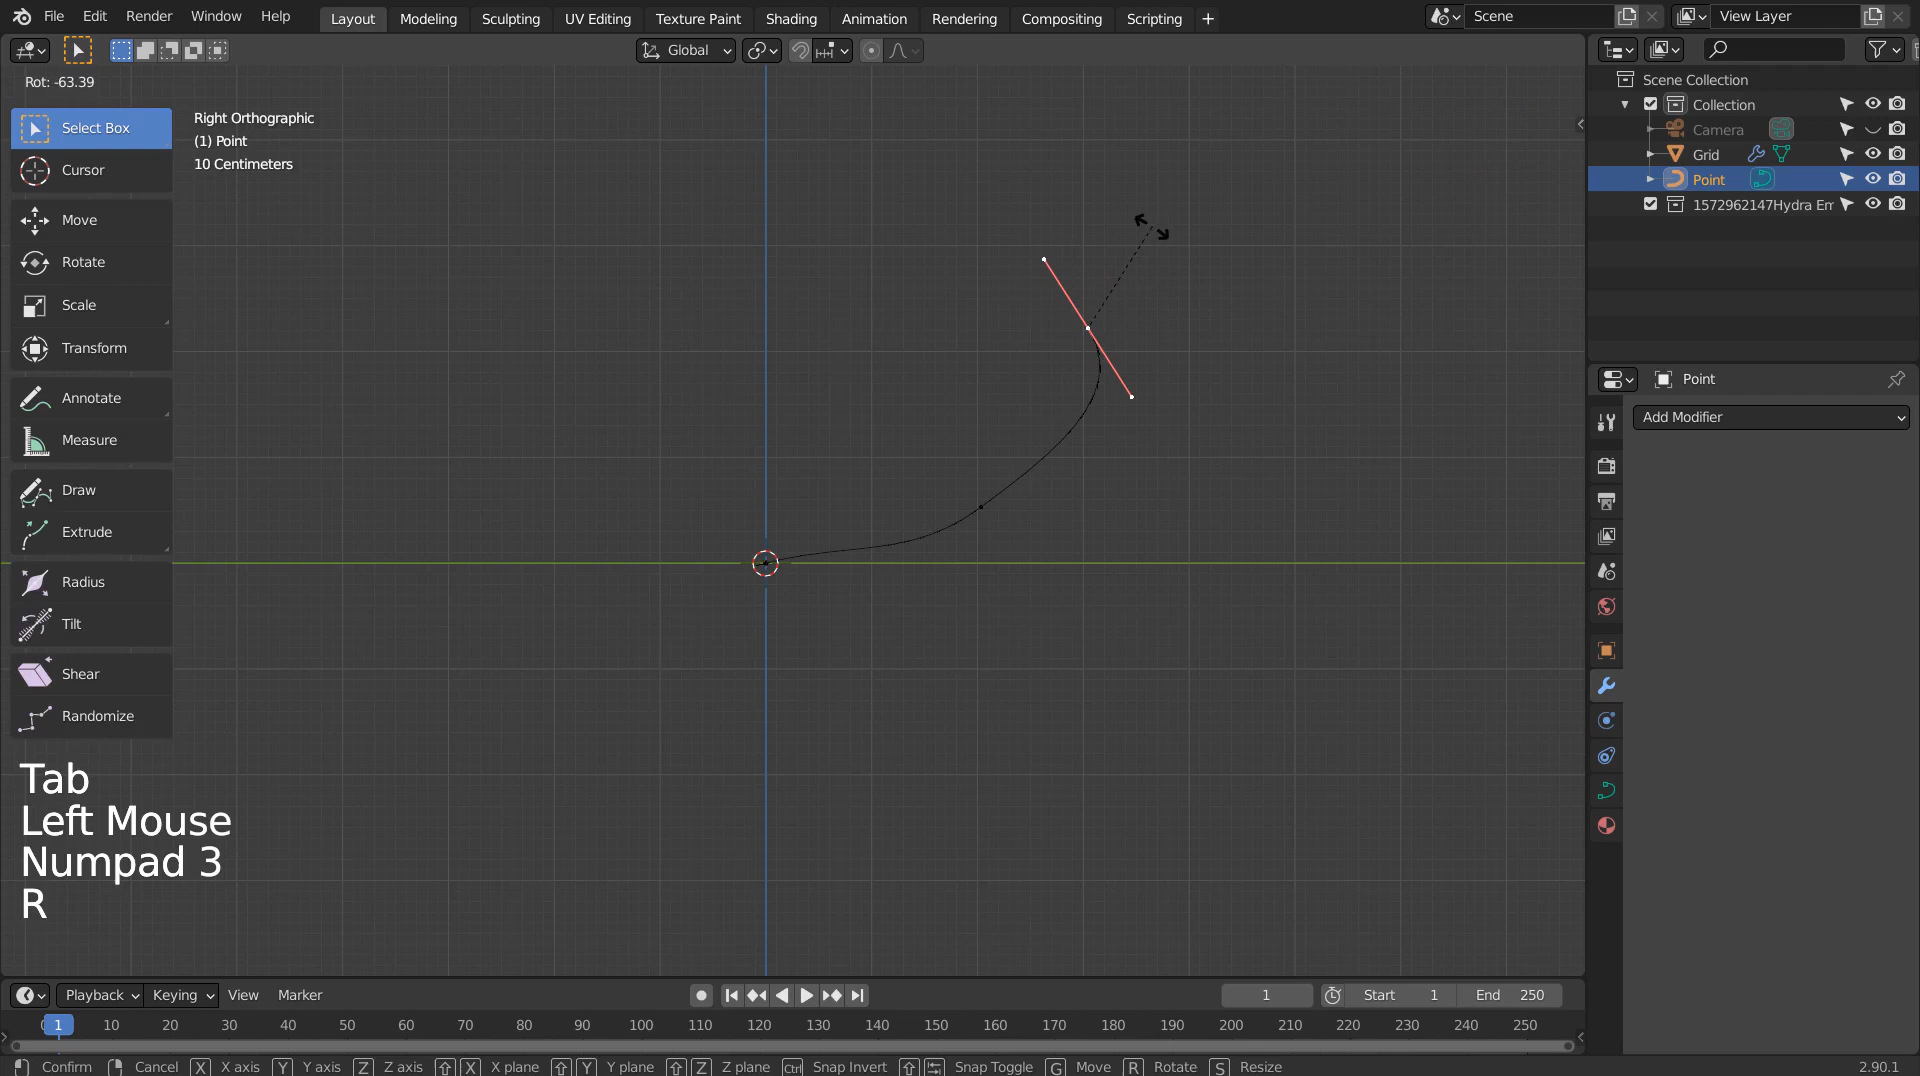 File Edit Render Window Help
Layout Modeling Sculpting UV Editing Texture Paint Shading Animation Rendering Compositing Scripting +
Scene
View Layer
Global
Rot: -63.39
Select Box
Cursor
Move
Rotate
Scale
Transform
Annotate
Measure
Draw
Extrude
Radius
Tilt
Shear
Randomize
Right Orthographic
(1) Point
10 Centimeters
Tab
Left Mouse
Numpad 3
R
Scene Collection
Collection
Camera
Grid
Point
1572962147Hydra Em
Point
Add Modifier
Playback Keying View Marker
1
Start 1
End 250
1 10 20 30 40 50 60 70 80 90 100 110 120 130 140 150 160 170 180 190 200 210 220 230 240 250
Confirm Cancel X X axis Y Y axis Z Z axis X X plane Y Y plane Z Z plane Ctrl Snap Invert Snap Toggle G Move R Rotate S Resize
2.90.1